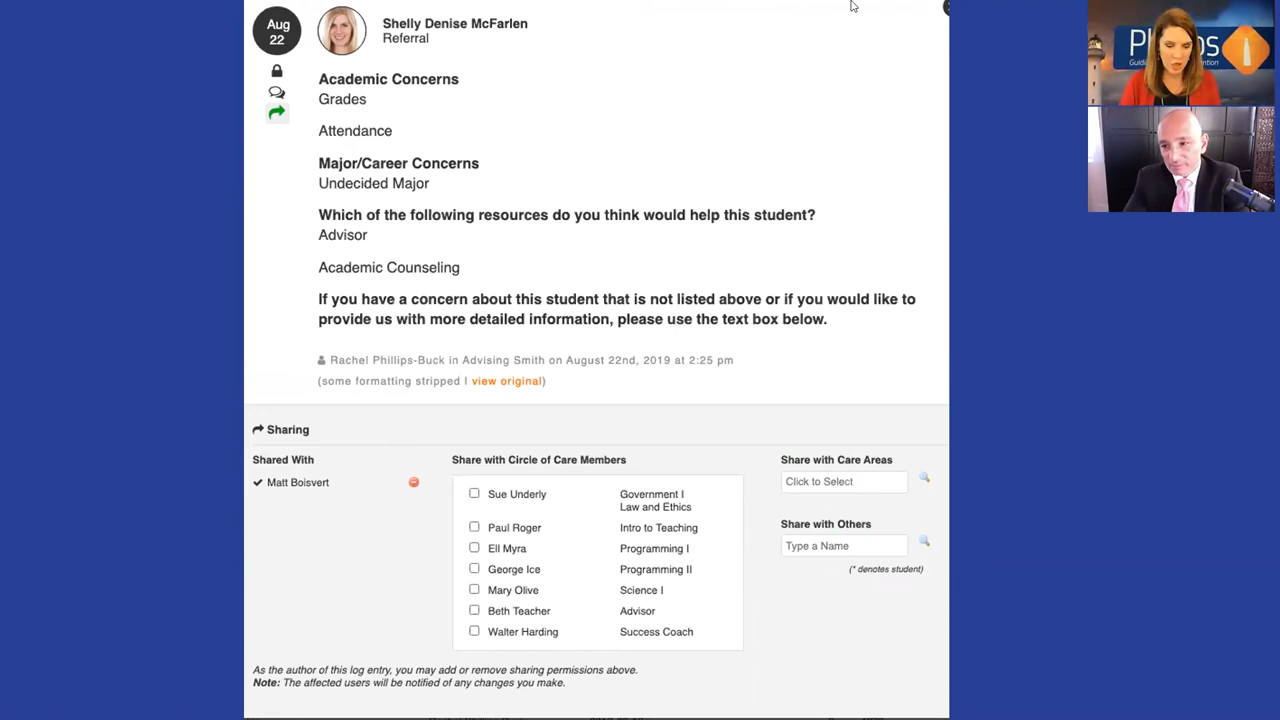 Aug
22
Shelly Denise McFarlen
Referral
Academic Concerns
Grades
Attendance
Major/Career Concerns
Undecided Major
Which of the following resources do you think would help this student?
Advisor
Academic Counseling
If you have a concern about this student that is not listed above or if you would like to
provide us with more detailed information, please use the text box below.
Rachel Phillips-Buck in Advising Smith on August 22nd, 2019 at 2:25 pm
(some formatting stripped | view original)
Sharing
Shared With
Matt Boisvert
Share with Circle of Care Members
Sue Underly Government I
Law and Ethics
Paul Roger Intro to Teaching
Ell Myra Programming I
George Ice Programming II
Mary Olive Science I
Beth Teacher Advisor
Walter Harding Success Coach
Share with Care Areas
Click to Select
Share with Others
Type a Name
(* denotes student)
As the author of this log entry, you may add or remove sharing permissions above.
Note: The affected users will be notified of any changes you make.